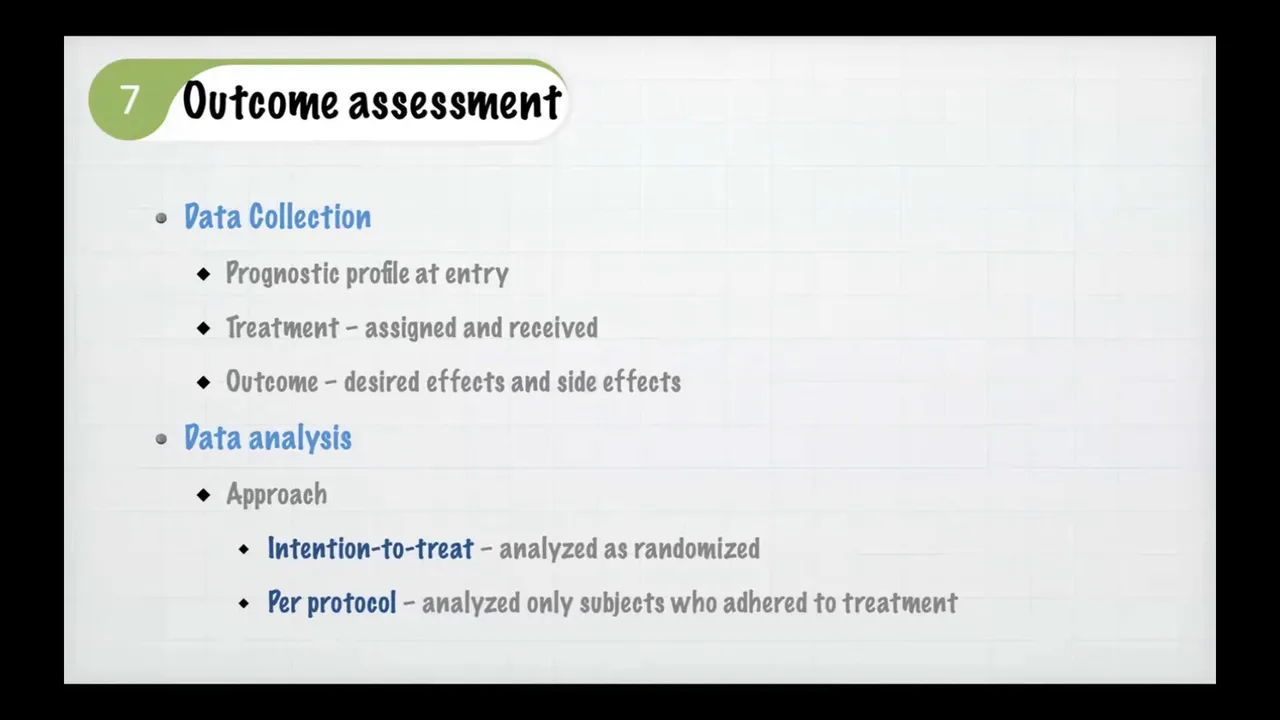 7
Outcome assessment
Data Collection
Prognostic profile at entry
Treatment – assigned and received
Outcome – desired effects and side effects
Data analysis
Approach
Intention-to-treat – analyzed as randomized
Per protocol – analyzed only subjects who adhered to treatment